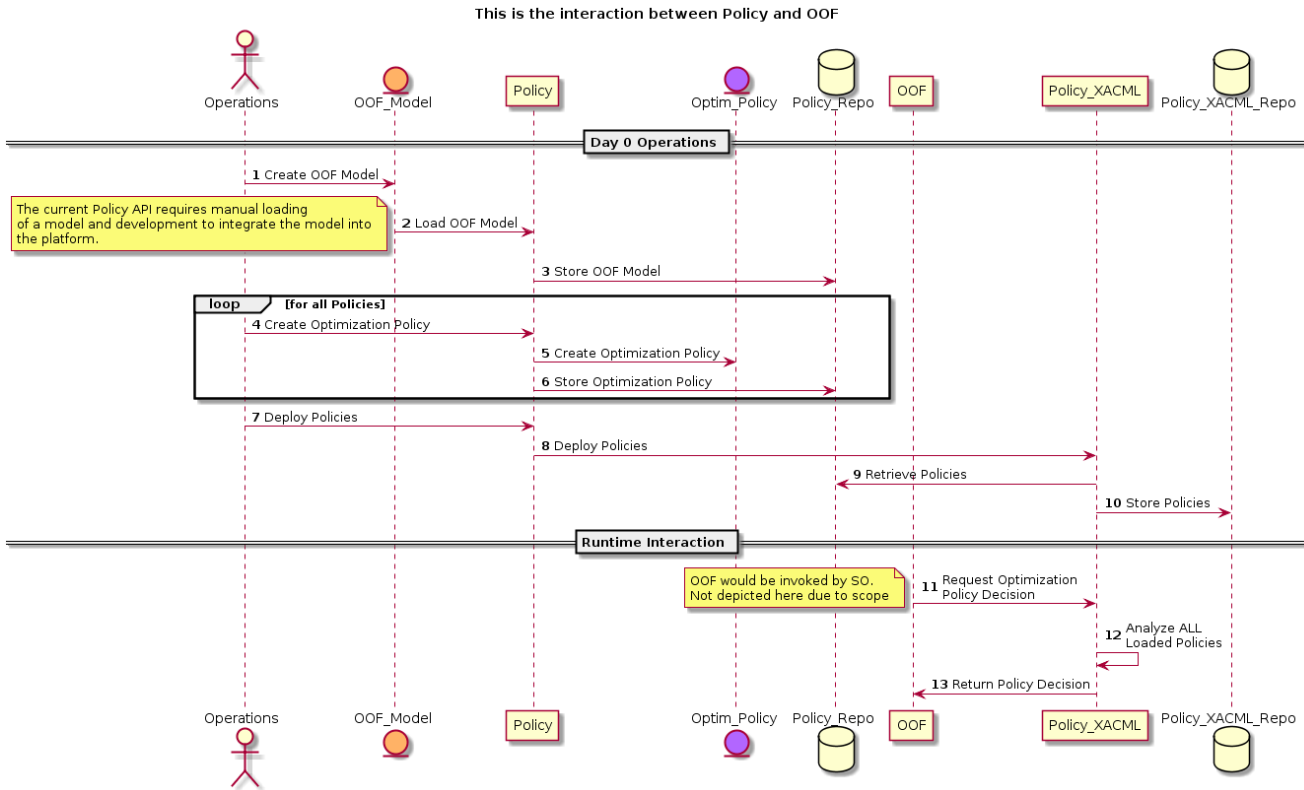 This is the interaction between Policy and OOF
Operations
OOF_Model
Policy
Optim_Policy
Policy_Repo
OOF
Policy_XACML
Policy_XACML_Repo
Day 0 Operations
1 Create OOF Model
The current Policy API requires manual loading
of a model and development to integrate the model into
the platform.
2 Load OOF Model
3 Store OOF Model
loop [for all Policies]
4 Create Optimization Policy
5 Create Optimization Policy
6 Store Optimization Policy
7 Deploy Policies
8 Deploy Policies
9 Retrieve Policies
10 Store Policies
Runtime Interaction
OOF would be invoked by SO.
Not depicted here due to scope
11 Request Optimization
Policy Decision
12 Analyze ALL
Loaded Policies
13 Return Policy Decision
Operations
OOF_Model
Policy
Optim_Policy
Policy_Repo
OOF
Policy_XACML
Policy_XACML_Repo